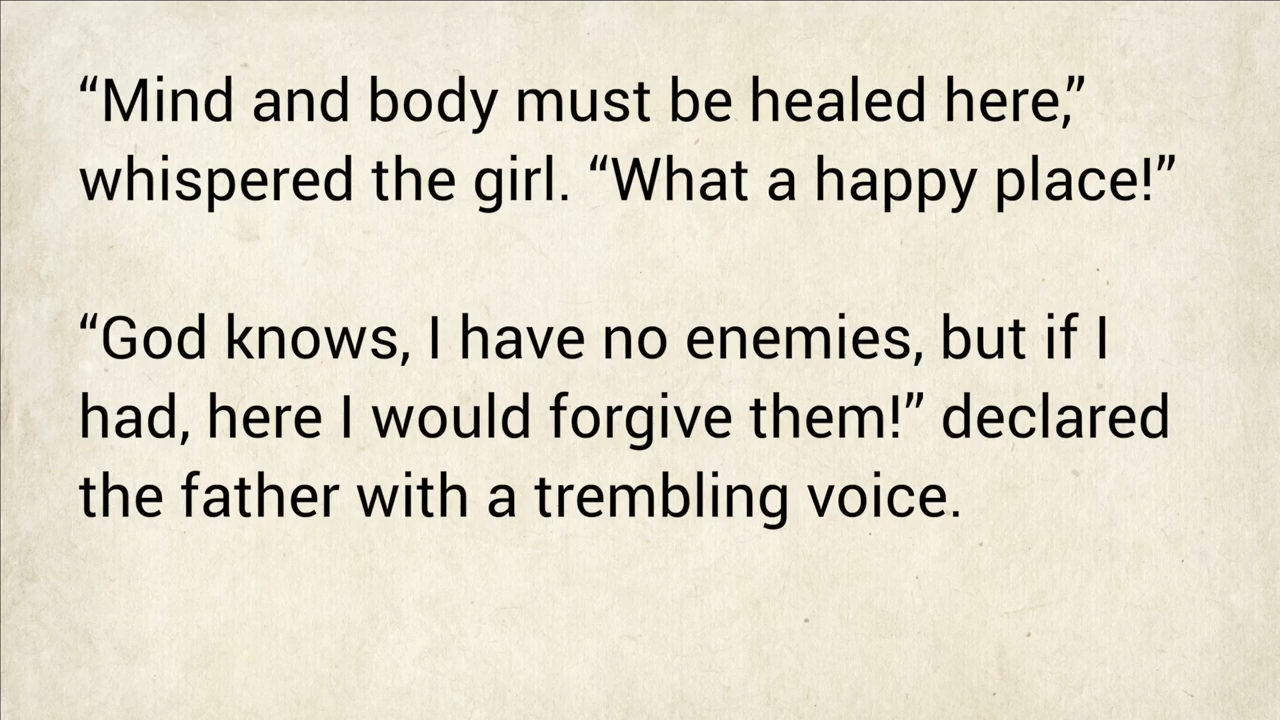 “Mind and body must be healed here,”
whispered the girl. “What a happy place!”
“God knows, I have no enemies, but if I
had, here I would forgive them!” declared
the father with a trembling voice.